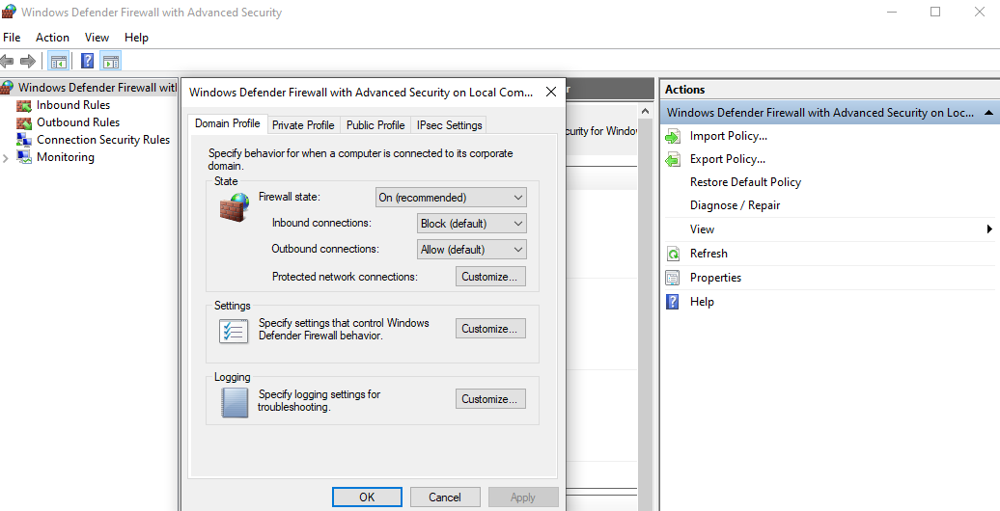 Windows Defender Firewall with Advanced Security
File Action View Help
Windows Defender Firewall with
Inbound Rules
Outbound Rules
Connection Security Rules
Monitoring
Windows Defender Firewall with Advanced Security on Local Com...
Domain Profile Private Profile Public Profile IPsec Settings
Specify behavior for when a computer is connected to its corporate
domain.
State
Firewall state: On (recommended)
Inbound connections: Block (default)
Outbound connections: Allow (default)
Protected network connections: Customize...
Settings
Specify settings that control Windows
Defender Firewall behavior.
Customize...
Logging
Specify logging settings for
troubleshooting.
Customize...
OK Cancel Apply
curity for Window
Actions
Windows Defender Firewall with Advanced Security on Loc...
Import Policy...
Export Policy...
Restore Default Policy
Diagnose / Repair
View
Refresh
Properties
Help